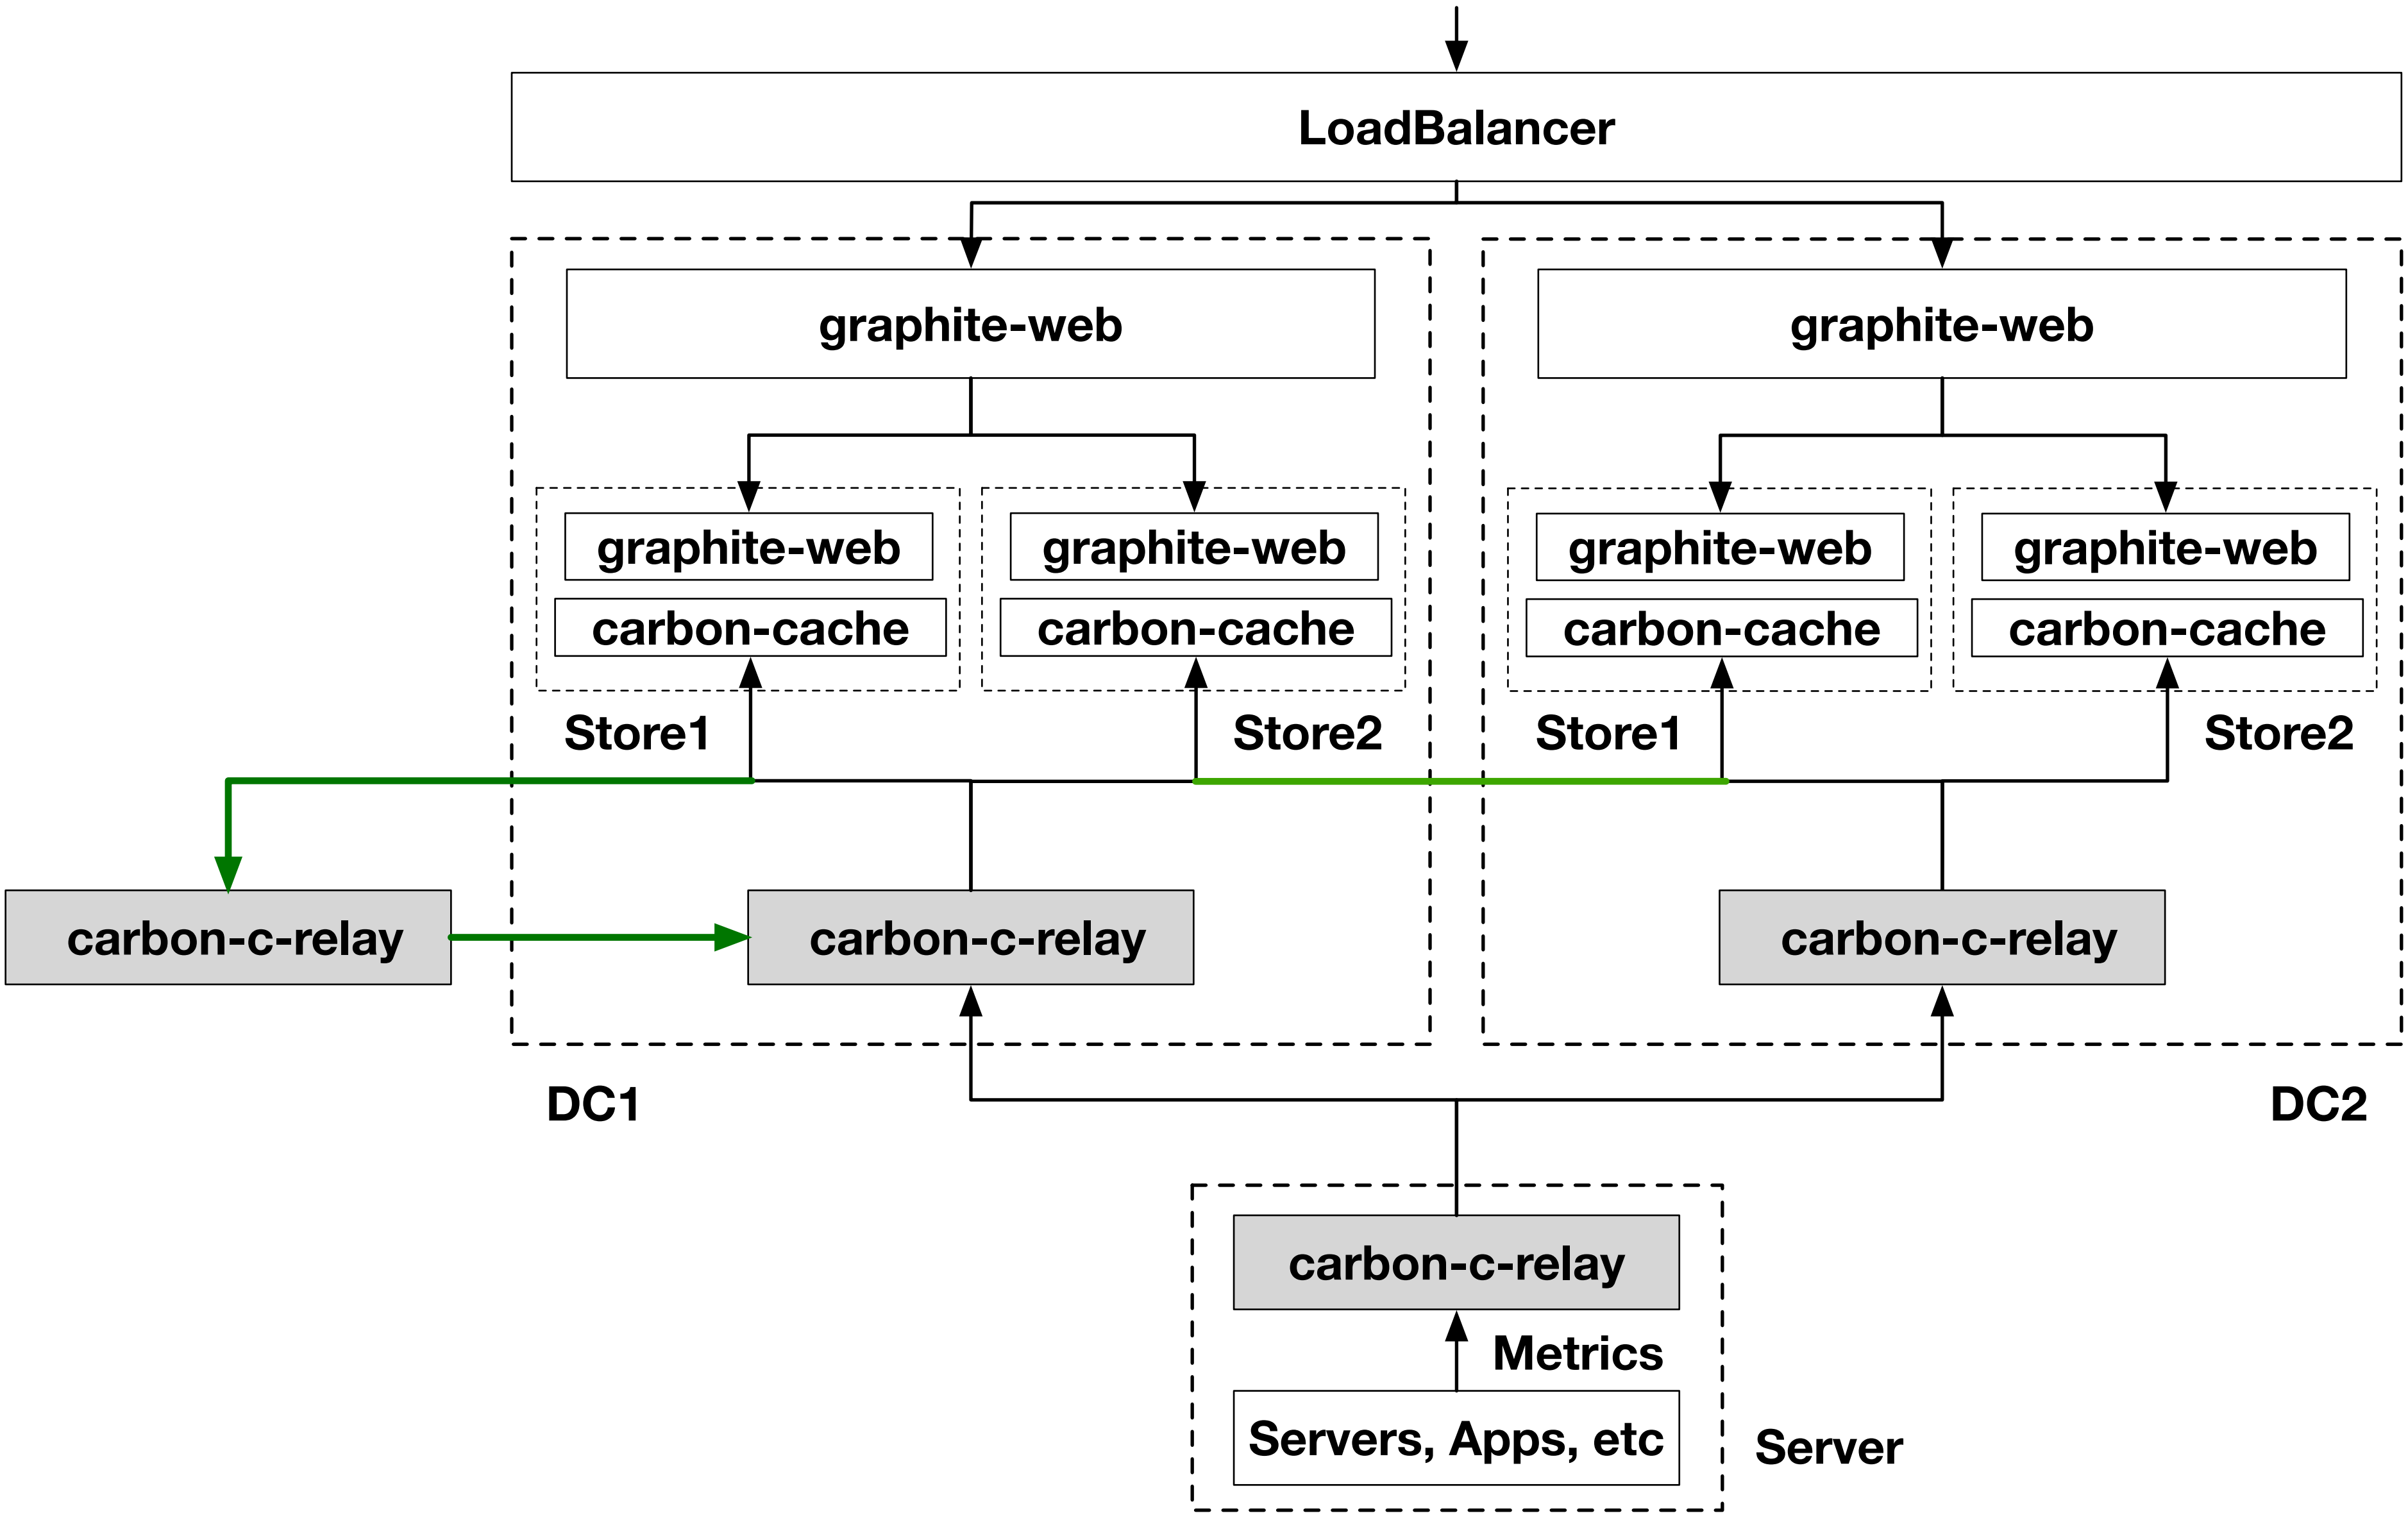 LoadBalancer
graphite-web
graphite-web
graphite-web
graphite-web
graphite-web
graphite-web
carbon-cache
carbon-cache
carbon-cache
carbon-cache
Store1
Store2
Store1
Store2
carbon-c-relay
carbon-c-relay
carbon-c-relay
DC1
DC2
carbon-c-relay
Metrics
Servers, Apps, etc
Server